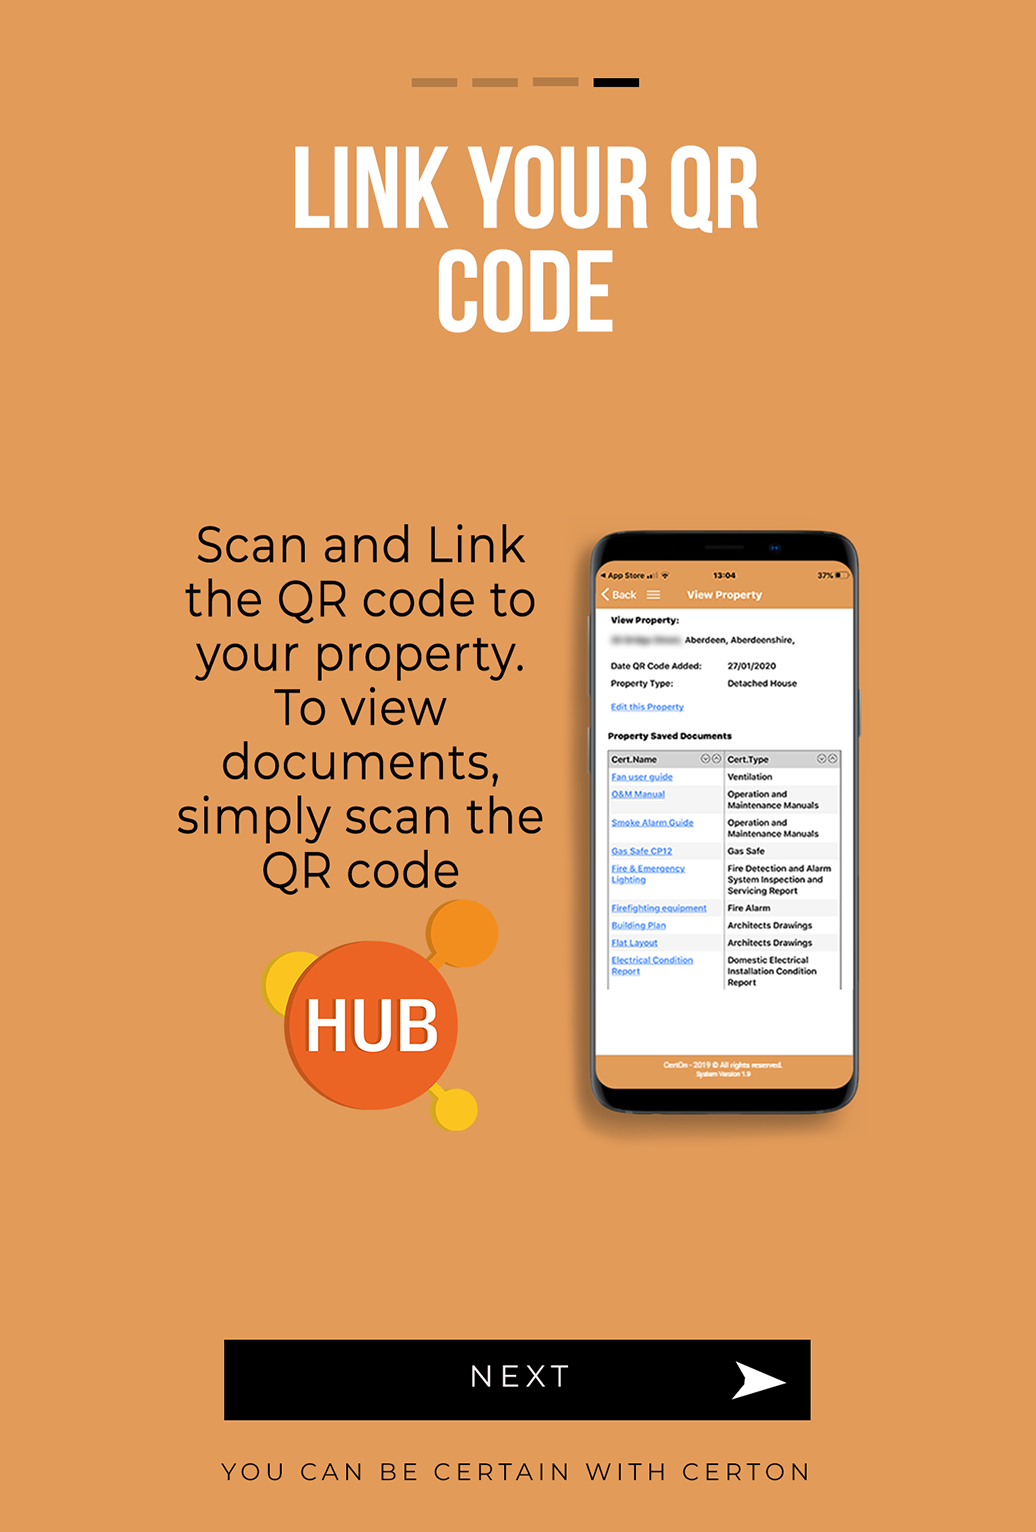 LINK YOUR QR
CODE
Scan and Link
the QR code to
your property.
To view
documents,
simply scan the
QR code
HUB
App Store
13:04
37%
Back
View Property
View Property:
Aberdeen, Aberdeenshire,
Date QR Code Added: 27/01/2020
Property Type: Detached House
Edit this Property
Property Saved Documents
Cert.Name Cert.Type
Fan user guide Ventilation
O&M Manual Operation and
Maintenance Manuals
Smoke Alarm Guide Operation and
Maintenance Manuals
Gas Safe CP12 Gas Safe
Fire & Emergency Fire Detection and Alarm
Lighting System Inspection and
Servicing Report
Firefighting equipment Fire Alarm
Building Plan Architects Drawings
Flat Layout Architects Drawings
Electrical Condition Domestic Electrical
Report Installation Condition
Report
CertOn - 2019 © All rights reserved.
System Version 1.9
NEXT
YOU CAN BE CERTAIN WITH CERTON